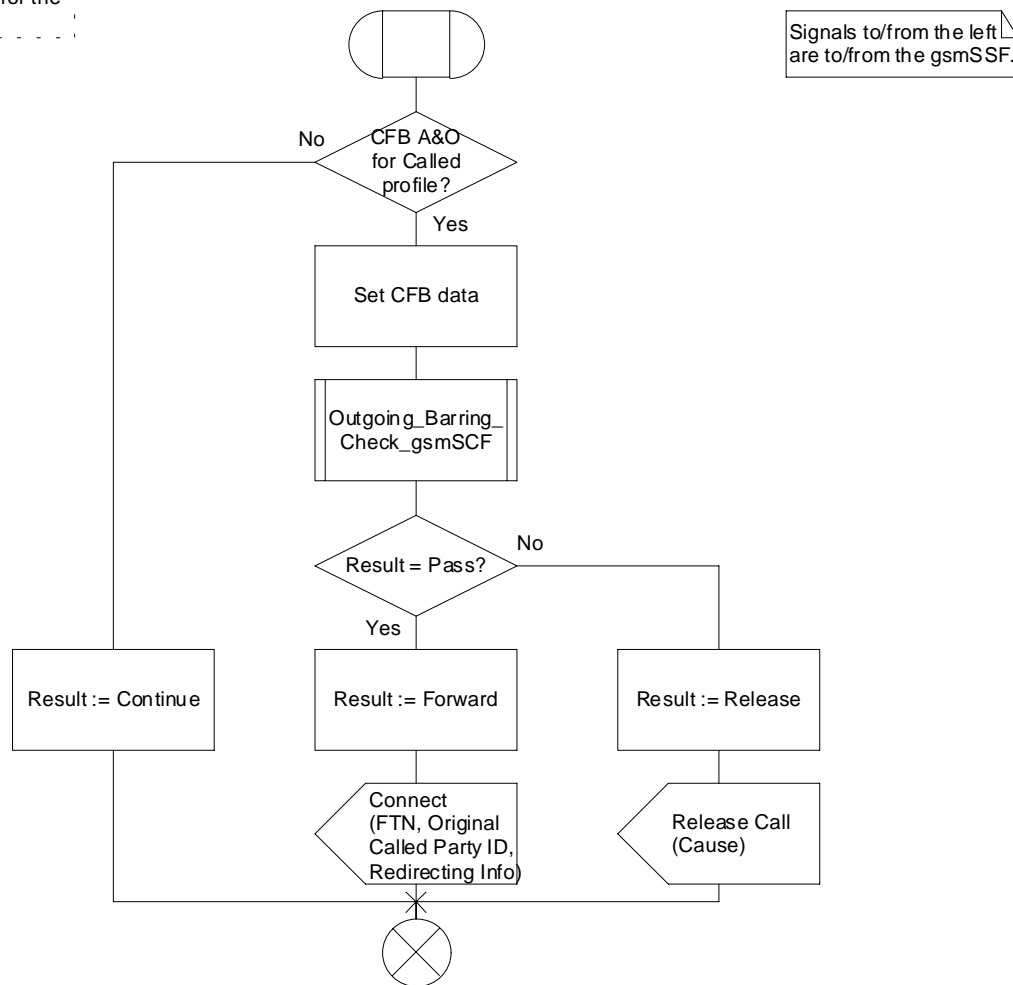 for the
Signals to/from the left
are to/from the gsmSSF.
CFB A&O
for Called
profile?
No
Yes
Set CFB data
Outgoing_Barring_
Check_gsmSCF
Result = Pass?
No
Yes
Result := Continue
Result := Forward
Result := Release
Connect
(FTN, Original
Called Party ID,
Redirecting Info)
Release Call
(Cause)